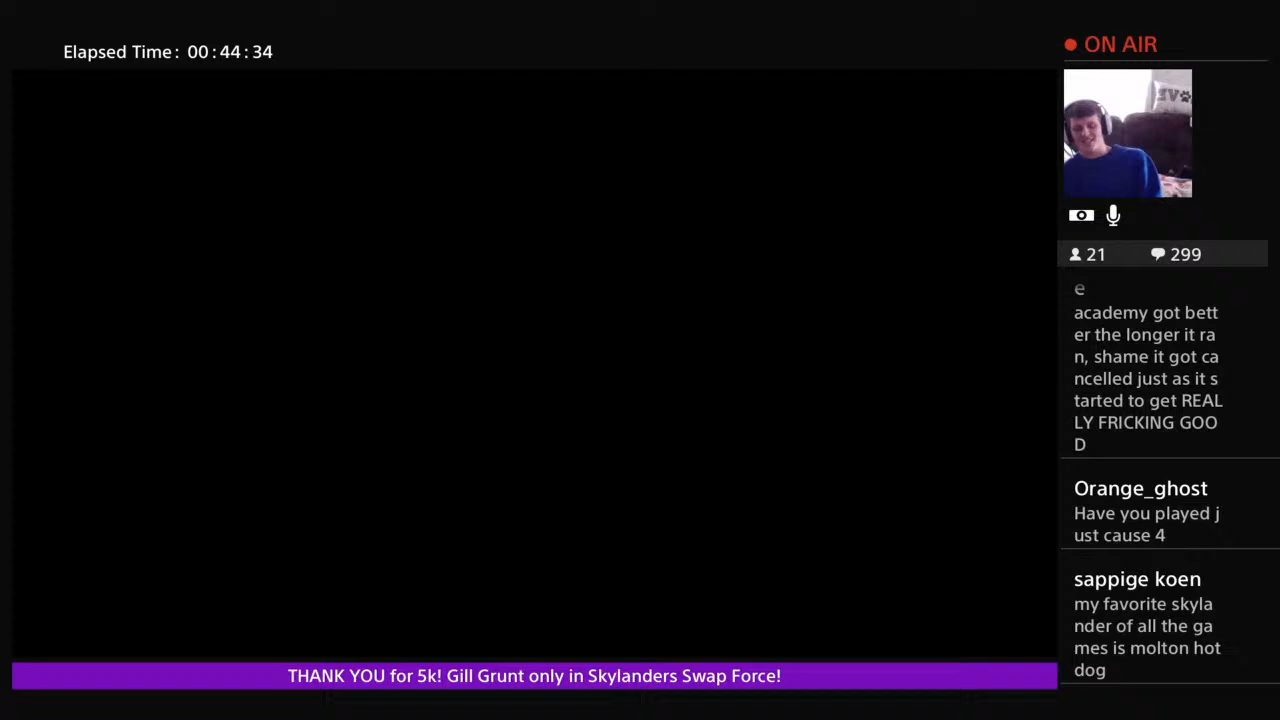 Elapsed Time: 00:44:34
ON AIR
21 299
e
academy got bett
er the longer it ra
n, shame it got ca
ncelled just as it s
tarted to get REAL
LY FRICKING GOO
D
Orange_ghost
Have you played j
ust cause 4
sappige koen
my favorite skyla
nder of all the ga
mes is molton hot
dog
THANK YOU for 5k! Gill Grunt only in Skylanders Swap Force!